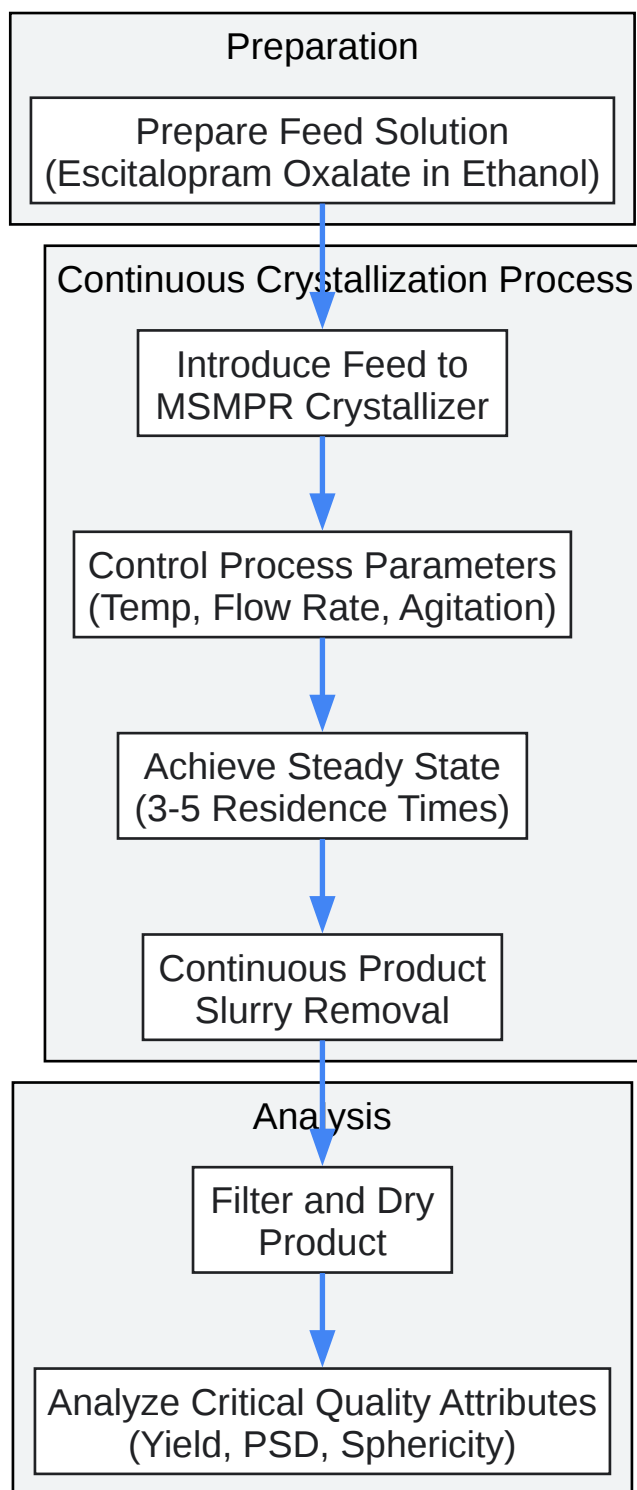 Preparation
Prepare Feed Solution
(Escitalopram Oxalate in Ethanol)
Continuous Crystallization Process
Introduce Feed to
MSMPR Crystallizer
Control Process Parameters
(Temp, Flow Rate, Agitation)
Achieve Steady State
(3-5 Residence Times)
Continuous Product
Slurry Removal
Analysis
Filter and Dry
Product
Analyze Critical Quality Attributes
(Yield, PSD, Sphericity)